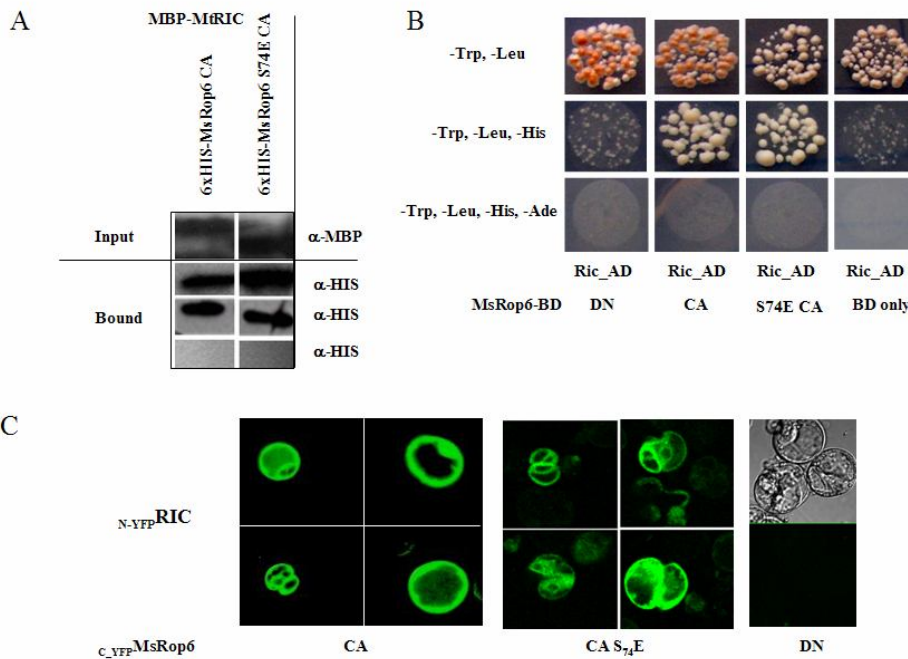 A
MBP-MtRIC
6xHIS-MsRop6 CA
6xHIS-MsRop6 S74E CA
Input
α-MBP
α-HIS
Bound
α-HIS
α-HIS
B
-Trp, -Leu
-Trp, -Leu, -His
-Trp, -Leu, -His, -Ade
Ric_AD Ric_AD Ric_AD Ric_AD
MsRop6-BD DN CA S74E CA BD only
C
N-YFPRIC
C_YFPMsRop6 CA CA S74E DN